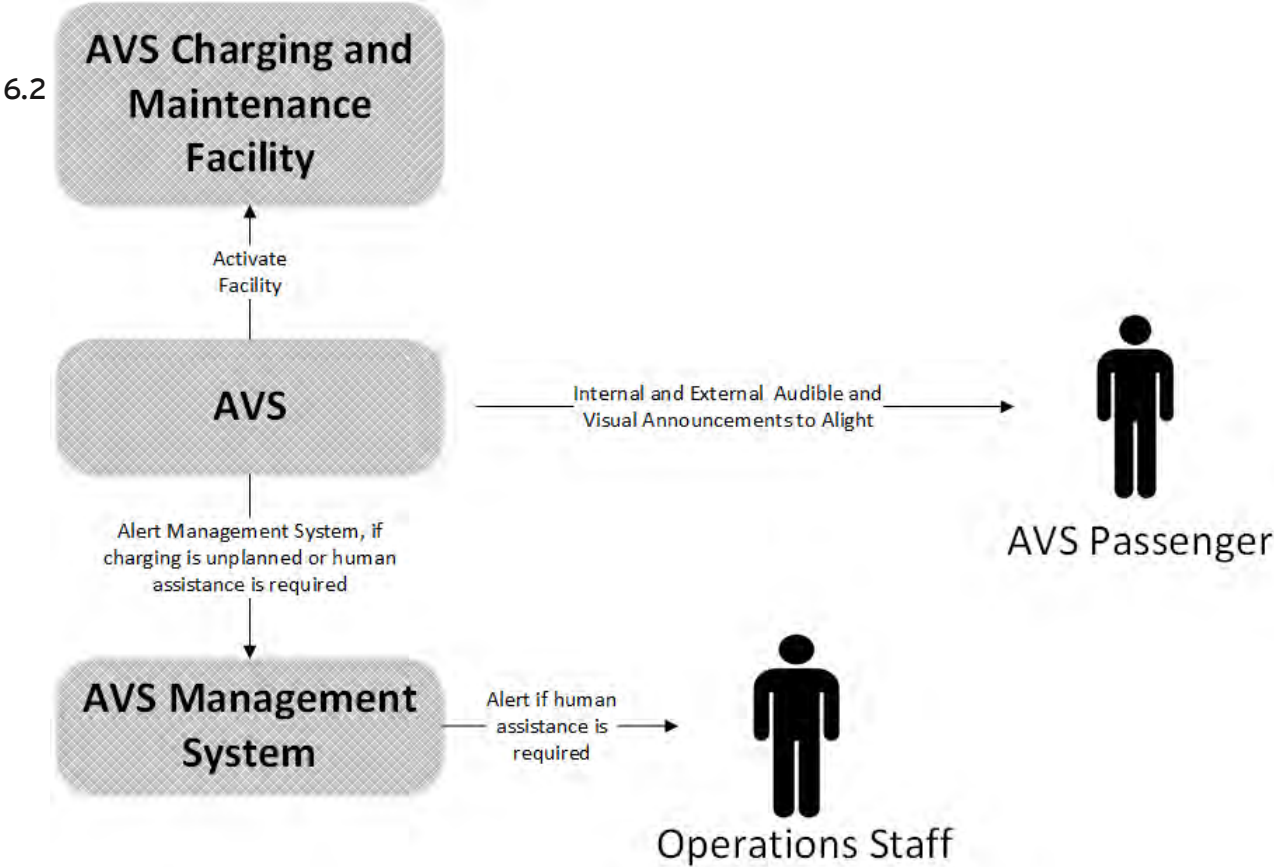 6.2
AVS Charging and
Maintenance
Facility
Activate
Facility
AVS
Internal and External Audible and
Visual Announcements to Alight
AVS Passenger
Alert Management System, if
charging is unplanned or human
assistance is required
AVS Management
System
Alert if human
assistance is
required
Operations Staff